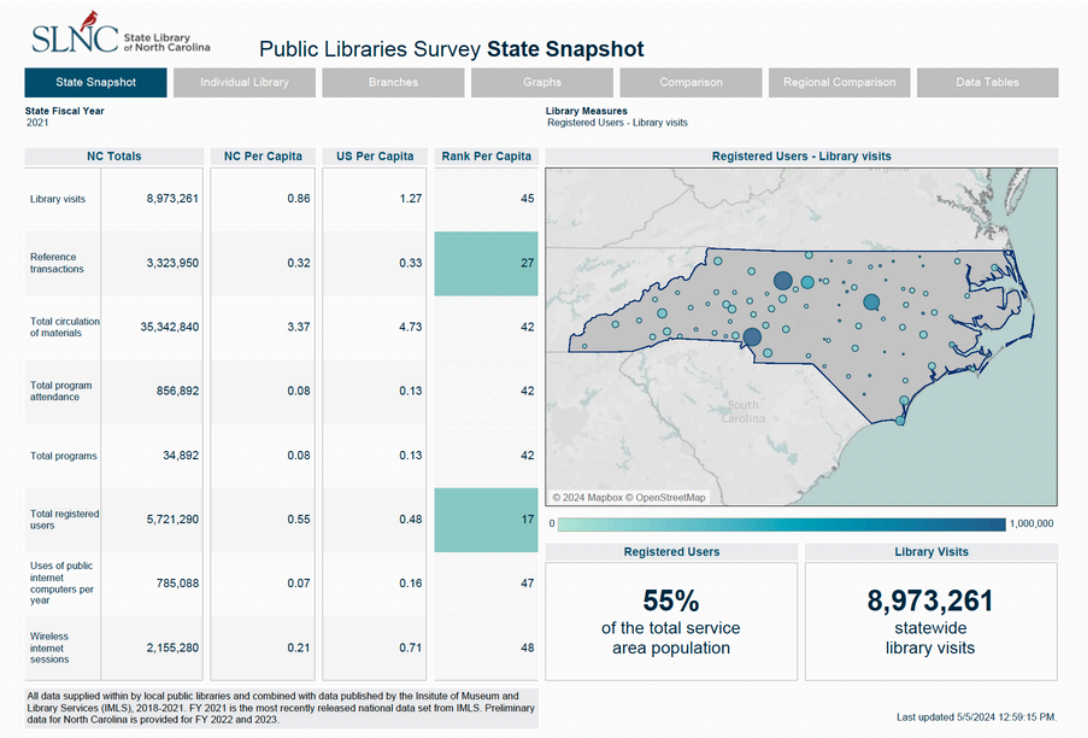 SLNC State Library
of North Carolina
Public Libraries Survey State Snapshot
State Snapshot
Individual Library
Branches
Graphs
Comparison
Regional Comparison
Data Tables
State Fiscal Year
2021
Library Measures
Registered Users - Library visits
NC Totals
NC Per Capita
US Per Capita
Rank Per Capita
Library visits
8,973,261
0.86
1.27
45
Reference
transactions
3,323,950
0.32
0.33
27
Total circulation
of materials
35,342,840
3.37
4.73
42
Total program
attendance
856,892
0.08
0.13
42
Total programs
34,892
0.08
0.13
42
Total registered
users
5,721,290
0.55
0.48
17
Uses of public
internet
computers per
year
785,088
0.07
0.16
47
Wireless
internet
sessions
2,155,280
0.21
0.71
48
All data supplied within by local public libraries and combined with data published by the Insitute of Museum and
Library Services (IMLS), 2018-2021. FY 2021 is the most recently released national data set from IMLS. Preliminary
data for North Carolina is provided for FY 2022 and 2023.
Registered Users - Library visits
Virginia
South
Carolina
© 2024 Mapbox © OpenStreetMap
0
1,000,000
Registered Users
55%
of the total service
area population
Library Visits
8,973,261
statewide
library visits
Last updated 5/5/2024 12:59:15 PM.